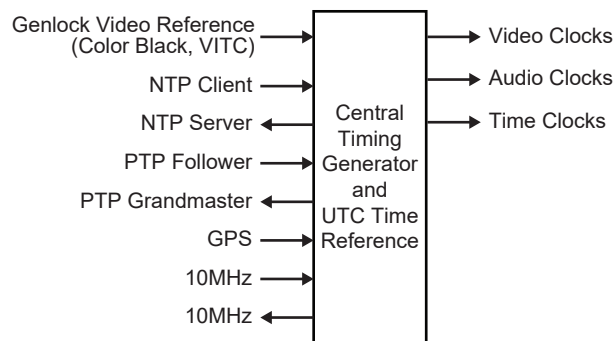 Genlock Video Reference
(Color Black, VITC)
NTP Client
NTP Server
PTP Follower
PTP Grandmaster
GPS
10MHz
10MHz
Central
Timing
Generator
and
UTC Time
Reference
Video Clocks
Audio Clocks
Time Clocks